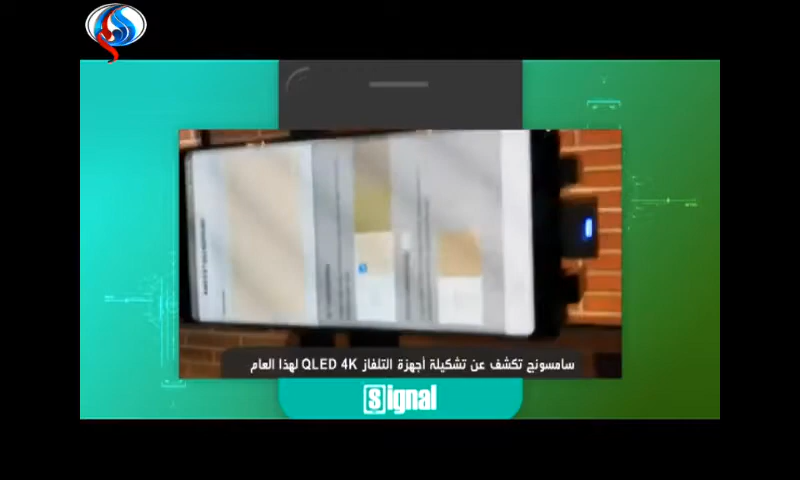 سامسونج تكشف عن تشكيلة أجهزة التلفاز QLED 4K لهذا العام
Signal